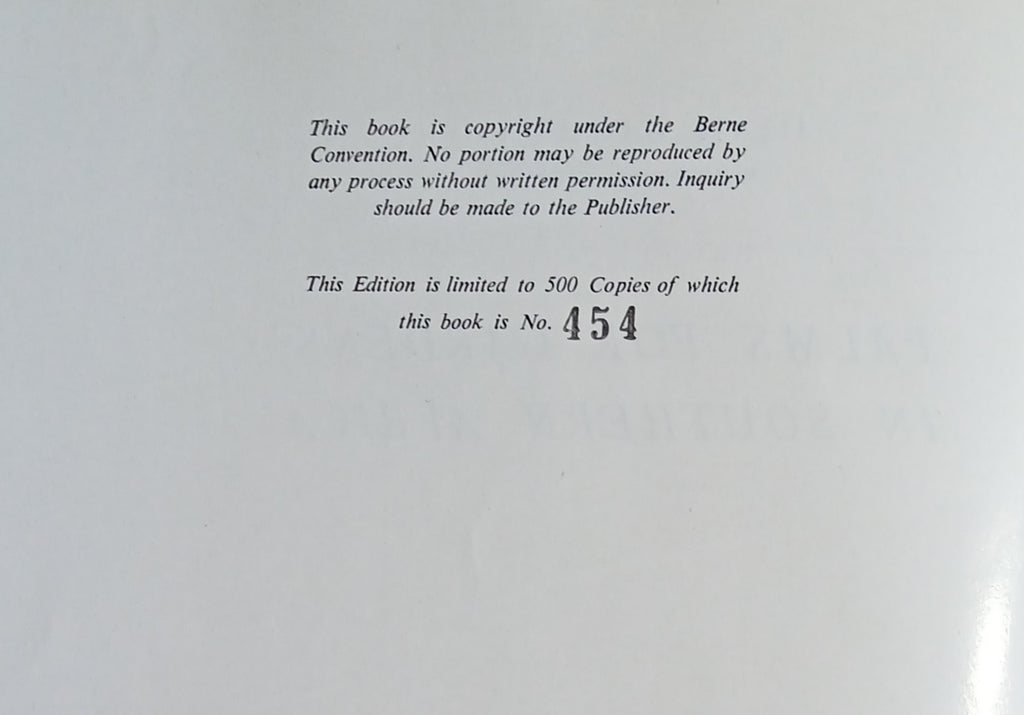 This book is copyright under the Berne
Convention. No portion may be reproduced by
any process without written permission. Inquiry
should be made to the Publisher.
This Edition is limited to 500 Copies of which
this book is No. 454